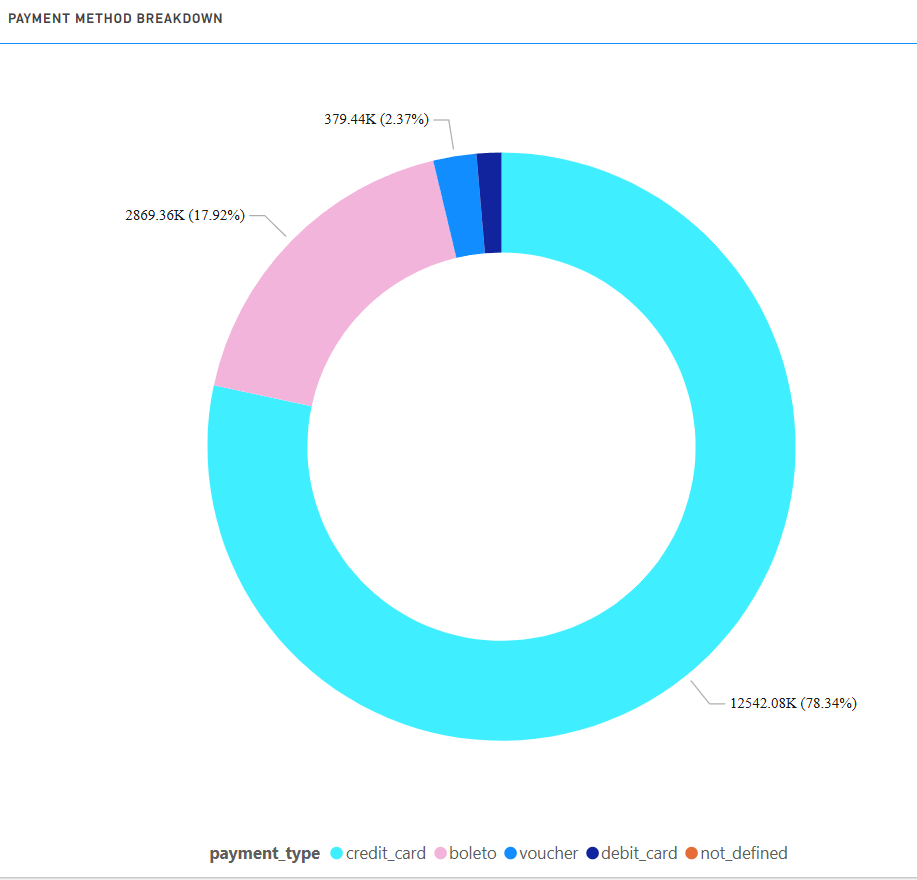 PAYMENT METHOD BREAKDOWN
379.44K (2.37%)
2869.36K (17.92%)
12542.08K (78.34%)
payment_type credit_card boleto voucher debit_card not_defined